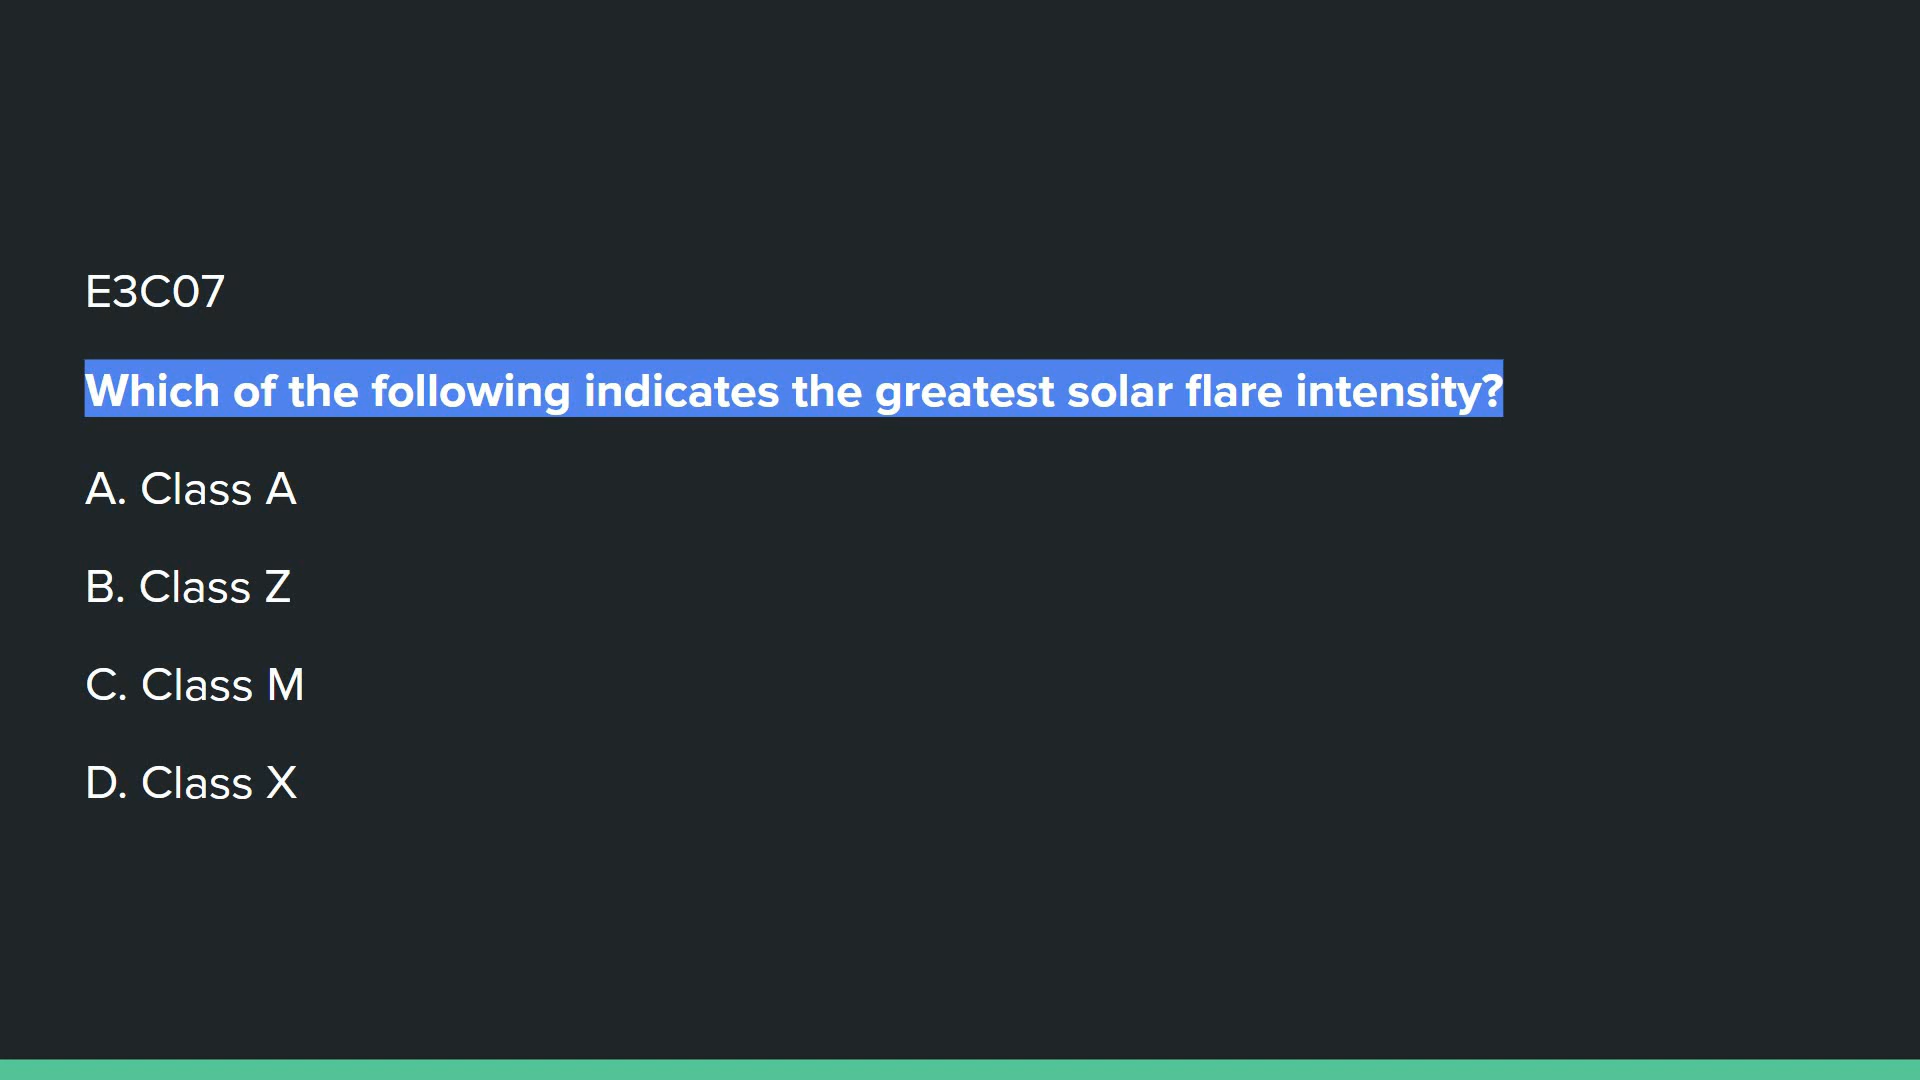 E3C07
Which of the following indicates the greatest solar flare intensity?
A. Class A
B. Class Z
C. Class M
D. Class X